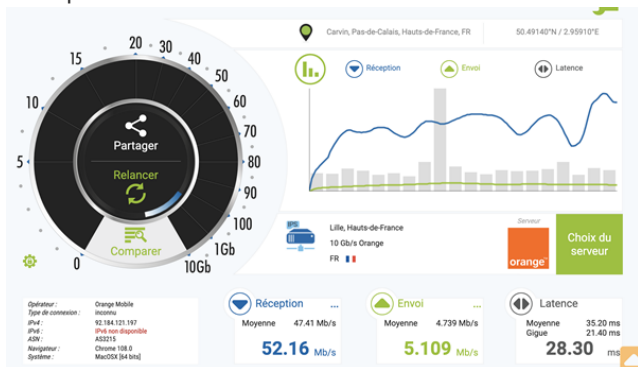 Carvin, Pas-de-Calais, Hauts-de-France, FR
50.49140°N / 2.95910°E
0
5
10
15
20
30
40
50
60
70
80
90
100
1Gb
10Gb
Partager
Relancer
Comparer
Réception
Envoi
Latence
IPS
Lille, Hauts-de-France
10 Gb/s Orange
FR
Serveur
orange
Choix du
serveur
Opérateur : Orange Mobile
Type de connexion : inconnu
IPv4 : 92.184.121.197
IPv6 : IPv6 non disponible
ASN : AS3215
Navigateur : Chrome 108.0
Système : MacOSX [64 bits]
Réception ...
Moyenne 47.41 Mb/s
52.16 Mb/s
Envoi ...
Moyenne 4.739 Mb/s
5.109 Mb/s
Latence
Moyenne 35.20 ms
Gigue 21.40 ms
28.30 ms